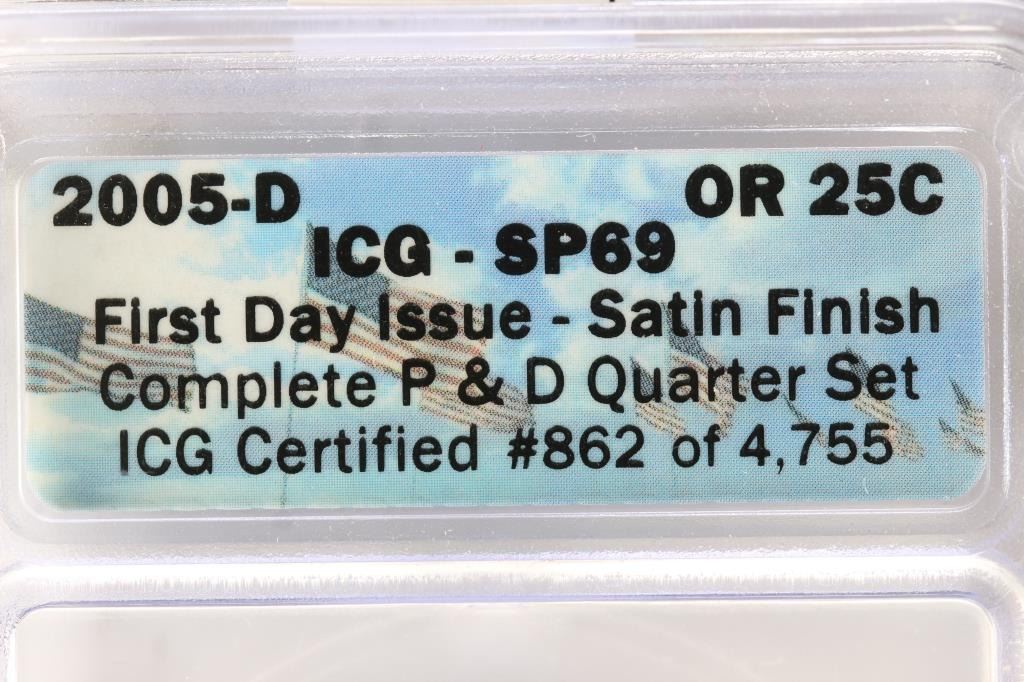 2005-D OR 25C
ICG - SP69
First Day Issue - Satin Finish
Complete P & D Quarter Set
ICG Certified #862 of 4,755